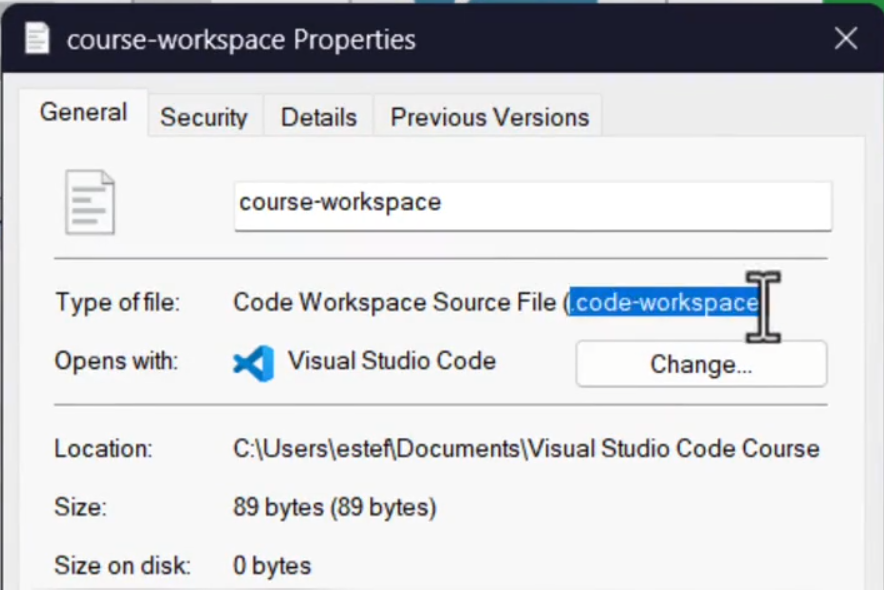 course-workspace Properties
General Security Details Previous Versions
course-workspace
Type of file: Code Workspace Source File (.code-workspace
Opens with: Visual Studio Code Change...
Location: C:\Users\estef\Documents\Visual Studio Code Course
Size: 89 bytes (89 bytes)
Size on disk: 0 bytes